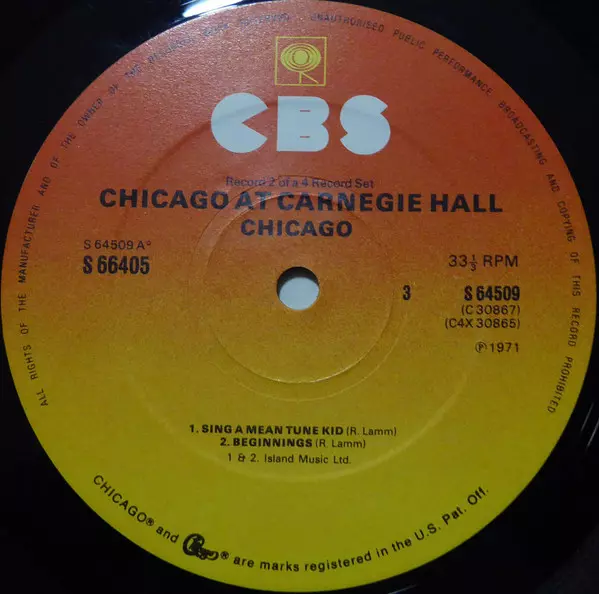 ALL RIGHTS OF THE MANUFACTURER AND OF THE OWNER OF THE RECORDED WORK RESERVED. UNAUTHORISED PUBLIC PERFORMANCE BROADCASTING AND COPYING OF THIS RECORD PROHIBITED
CBS
Record 2 of a 4 Record Set
CHICAGO AT CARNEGIE HALL
CHICAGO
S 64509 A°
S 66405
33⅓ RPM
3
S 64509
(C 30867)
(C4X 30865)
℗ 1971
1. SING A MEAN TUNE KID (R. Lamm)
2. BEGINNINGS (R. Lamm)
1 & 2. Island Music Ltd.
CHICAGO® and ® are marks registered in the U.S. Pat. Off.